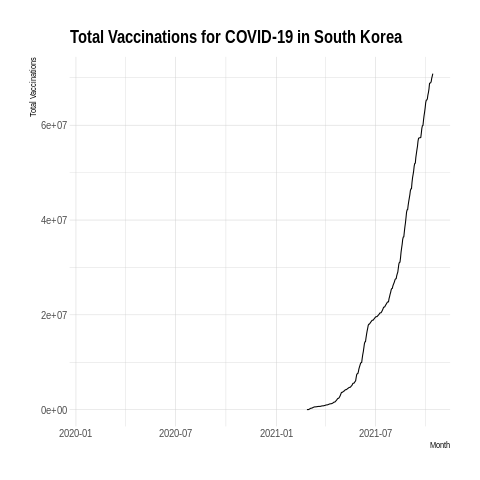 Total Vaccinations for COVID-19 in South Korea
Total Vaccinations
6e+07
4e+07
2e+07
0e+00
2020-01
2020-07
2021-01
2021-07
Month